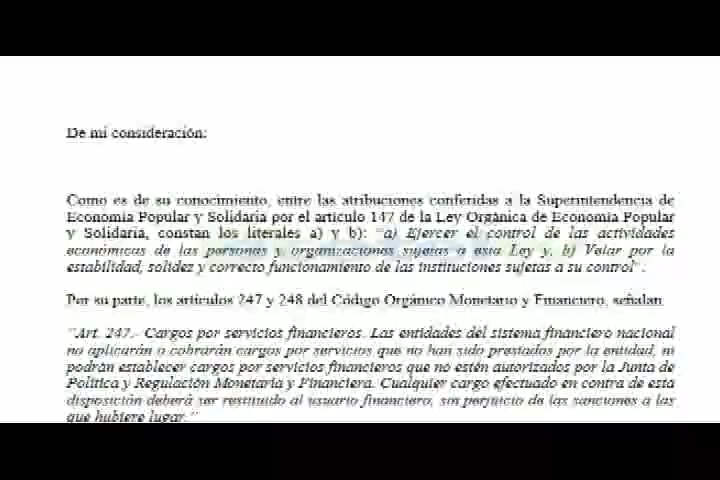 De mi consideración:
Como es de su conocimiento, entre las atribuciones conferidas a la Superintendencia de
Economía Popular y Solidaria por el artículo 147 de la Ley Orgánica de Economía Popular
y Solidaria, constan los literales a) y b): "a) Ejercer el control de las actividades
económicas de las personas y organizaciones sujetas a esta Ley y, b) Velar por la
estabilidad, solidez y correcto funcionamiento de las instituciones sujetas a su control".
Por su parte, los artículos 247 y 248 del Código Orgánico Monetario y Financiero, señalan
"Art. 247.- Cargos por servicios financieros. Las entidades del sistema financiero nacional
no aplicarán o cobrarán cargos por servicios que no han sido prestados por la entidad, ni
podrán establecer cargos por servicios financieros que no estén autorizados por la Junta de
Política y Regulación Monetaria y Financiera. Cualquier cargo efectuado en contra de esta
disposición deberá ser restituido al usuario financiero, sin perjuicio de las sanciones a las
que hubiere lugar."